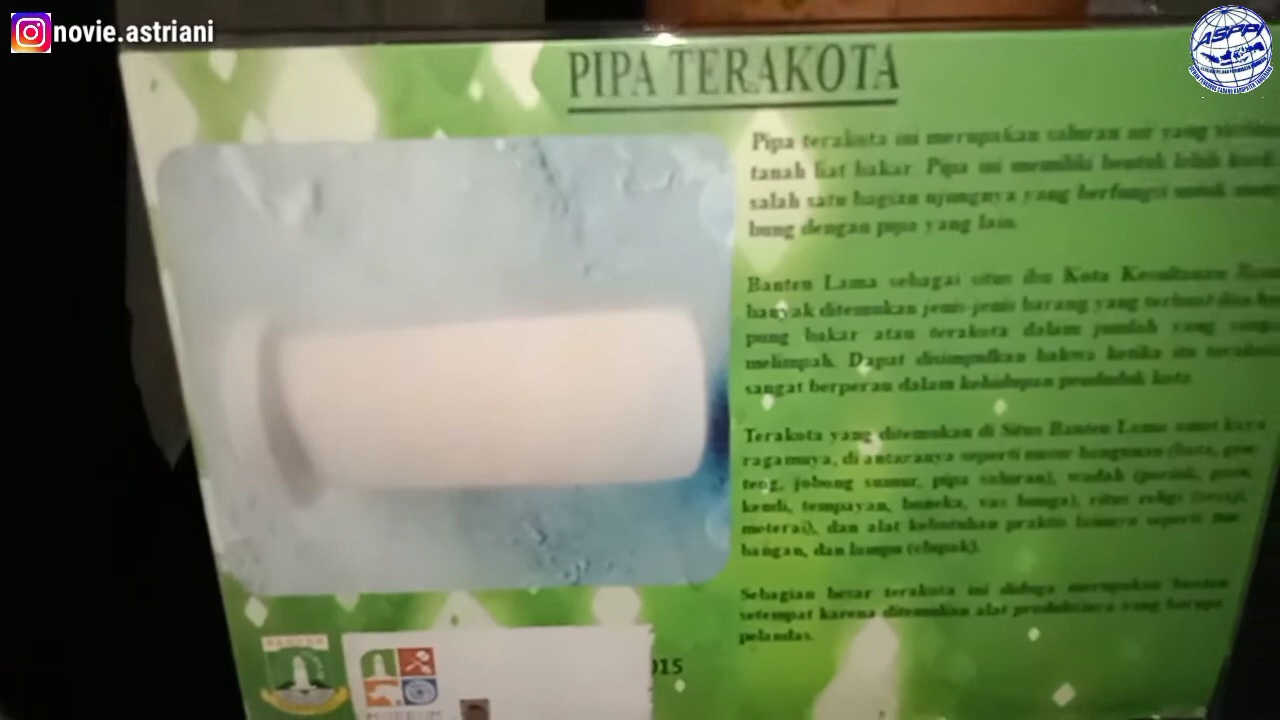 novie.astriani
ASPPI
PIPA TERAKOTA
Pipa terakota ini merupakan saluran air yang
tanah liat bakar. Pipa ini memiliki bentuk lebih
salah satu bagian ujungnya yang berfungsi untuk
bung dengan pipa yang lain.
Banten Lama sebagai situs ibu Kota Kesultanan
banyak ditemukan jenis-jenis barang yang terbuat
pung bakar atau terakota dalam jumlah yang
melimpah. Dapat disimpulkan bahwa ketika itu
sangat berperan dalam kehidupan penduduk kota.
Terakota yang ditemukan di Situs Banten Lama amat kaya
ragamnya, di antaranya seperti unsur bangunan (bata, gen
teng, jobong sumur, pipa saluran), wadah (periuk,
kendi, tempayan, boneka, vas bunga), ritus religi
meterai), dan alat kebutuhan praktis lainnya seperti
bangan, dan lampu (clupak).
Sebagian besar terakota ini diduga merupakan buatan
setempat karena ditemukan alat produksinya yang berupa
pelandas.
BANTEN
MUSEUM
015